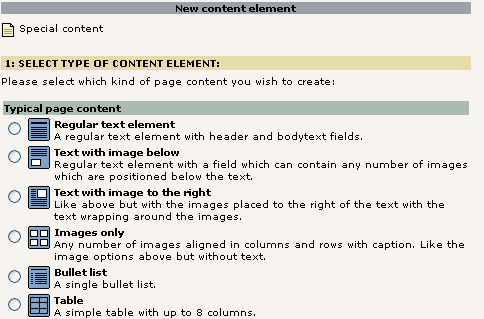 New content element
Special content
1: SELECT TYPE OF CONTENT ELEMENT:
Please select which kind of page content you wish to create:
Typical page content
Regular text element
A regular text element with header and bodytext fields.
Text with image below
Regular text element with a field which can contain any number of images
which are positioned below the text.
Text with image to the right
Like above but with the images placed to the right of the text with the
text wrapping around the images.
Images only
Any number of images aligned in columns and rows with caption. Like the
image options above but without text.
Bullet list
A single bullet list.
Table
A simple table with up to 8 columns.